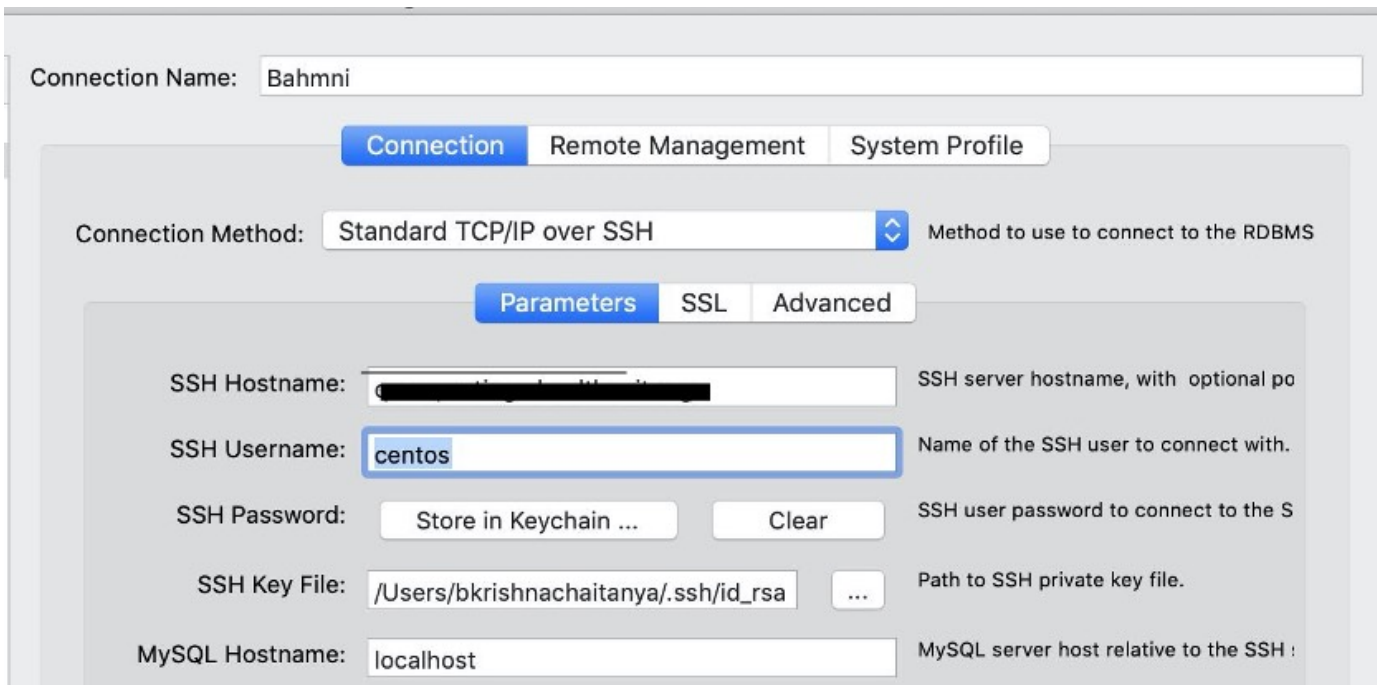 Connection Name: Bahmni
Connection Remote Management System Profile
Connection Method: Standard TCP/IP over SSH Method to use to connect to the RDBMS
Parameters SSL Advanced
SSH Hostname: SSH server hostname, with optional po
SSH Username: centos Name of the SSH user to connect with.
SSH Password: Store in Keychain ... Clear SSH user password to connect to the S
SSH Key File: /Users/bkrishnachaitanya/.ssh/id_rsa ... Path to SSH private key file.
MySQL Hostname: localhost MySQL server host relative to the SSH